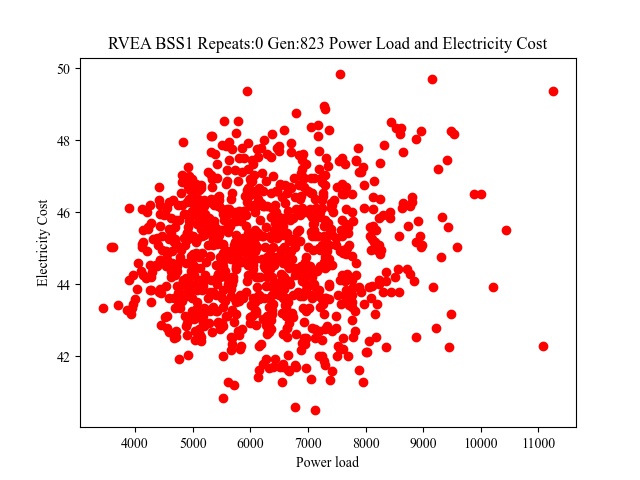 RVEA BSS1 Repeats:0 Gen:823 Power Load and Electricity Cost
50
48
46
44
42
Electricity Cost
4000 5000 6000 7000 8000 9000 10000 11000
Power load